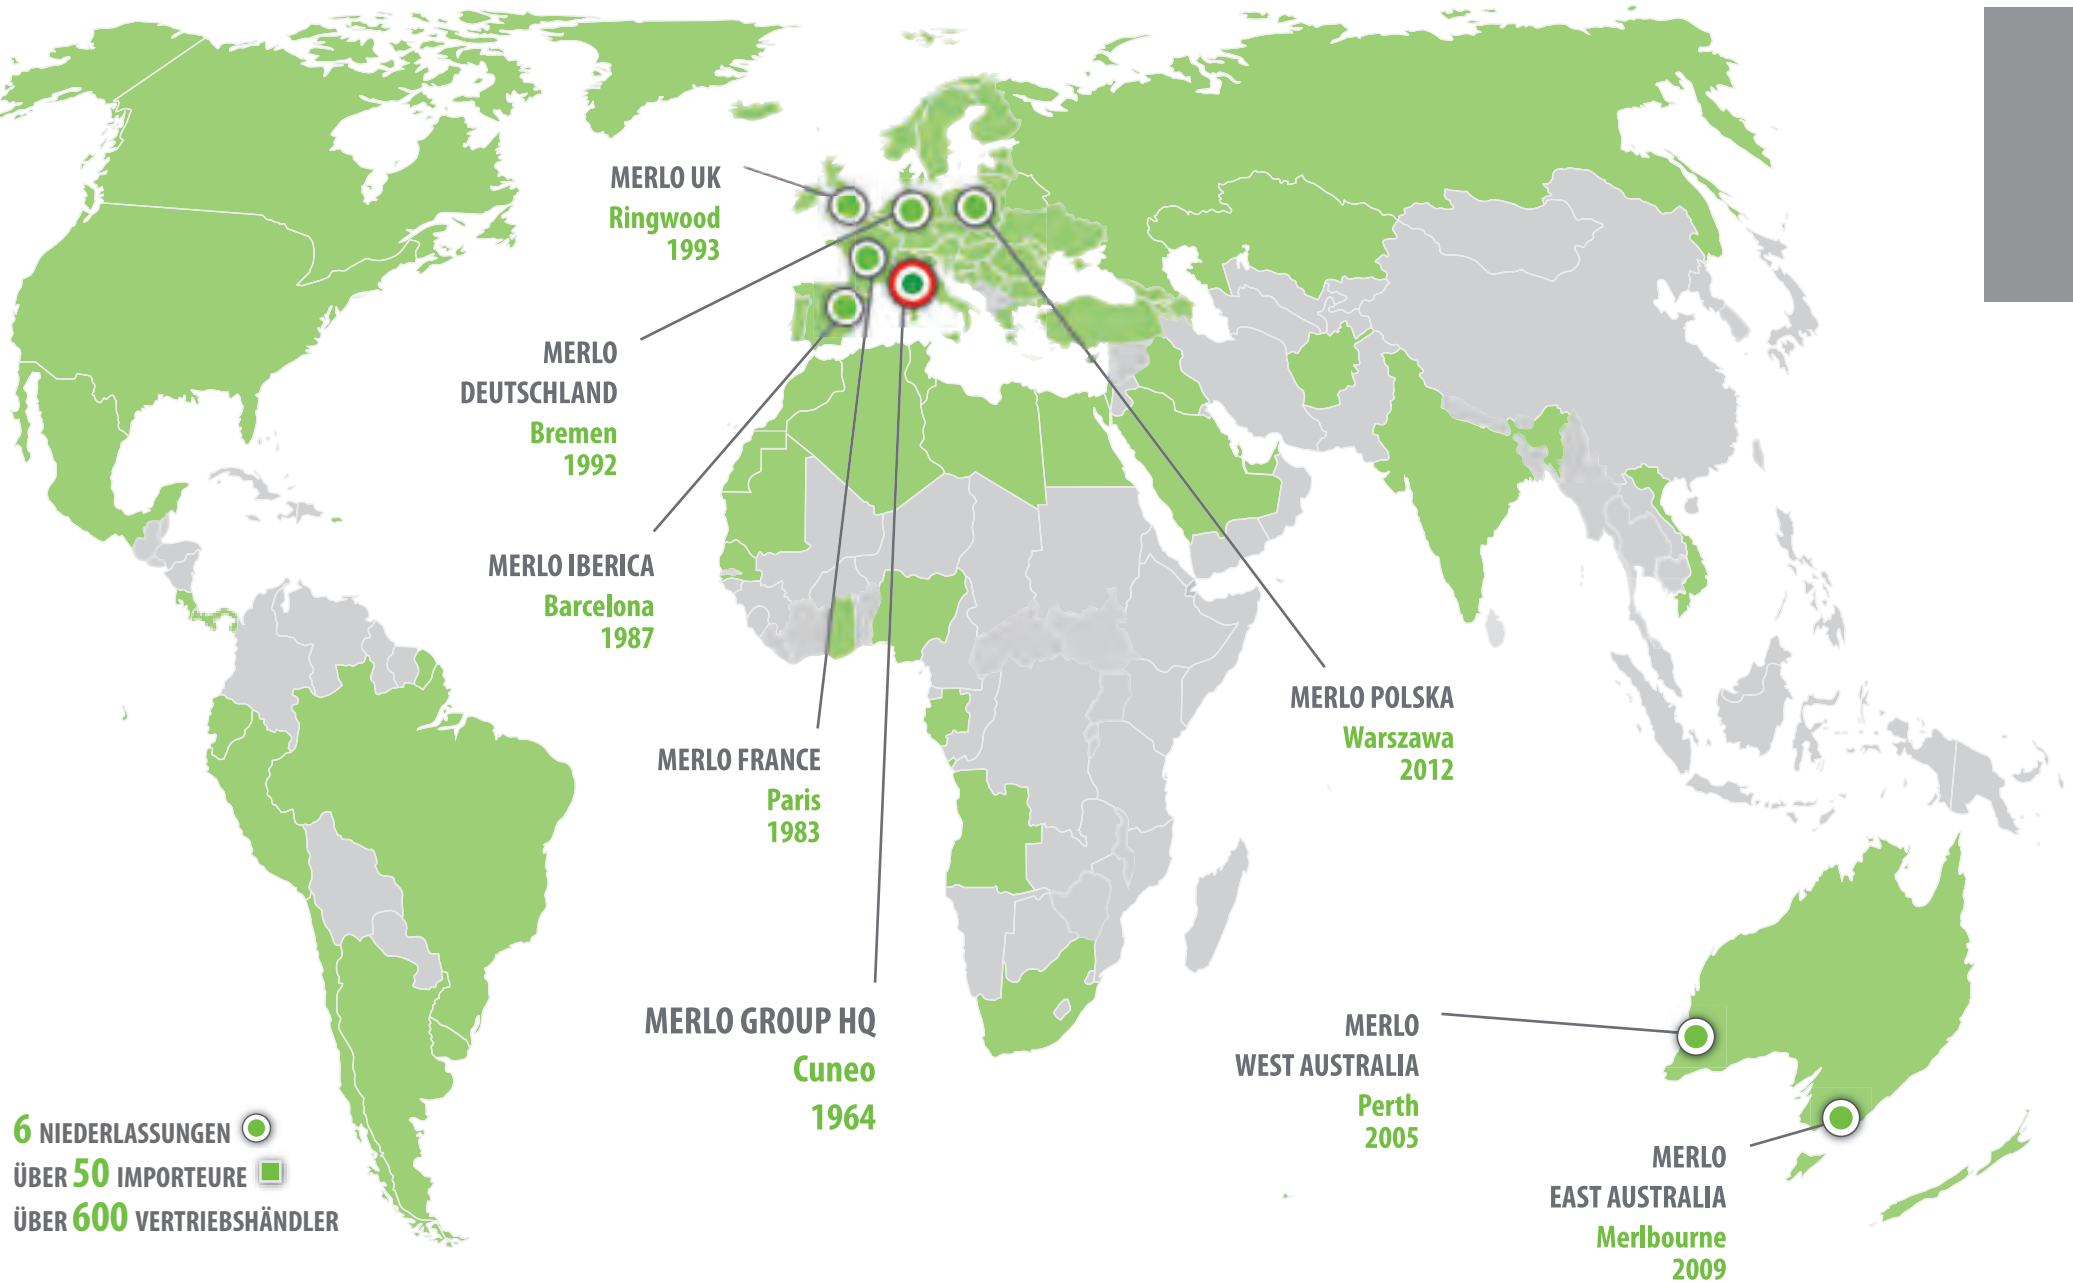 MERLO UK
Ringwood
1993
MERLO
DEUTSCHLAND
Bremen
1992
MERLO IBERICA
Barcelona
1987
MERLO FRANCE
Paris
1983
MERLO GROUP HQ
Cuneo
1964
MERLO POLSKA
Warszawa
2012
MERLO
WEST AUSTRALIA
Perth
2005
MERLO
EAST AUSTRALIA
Merlbourne
2009
6 NIEDERLASSUNGEN
ÜBER 50 IMPORTEURE
ÜBER 600 VERTRIEBSHÄNDLER